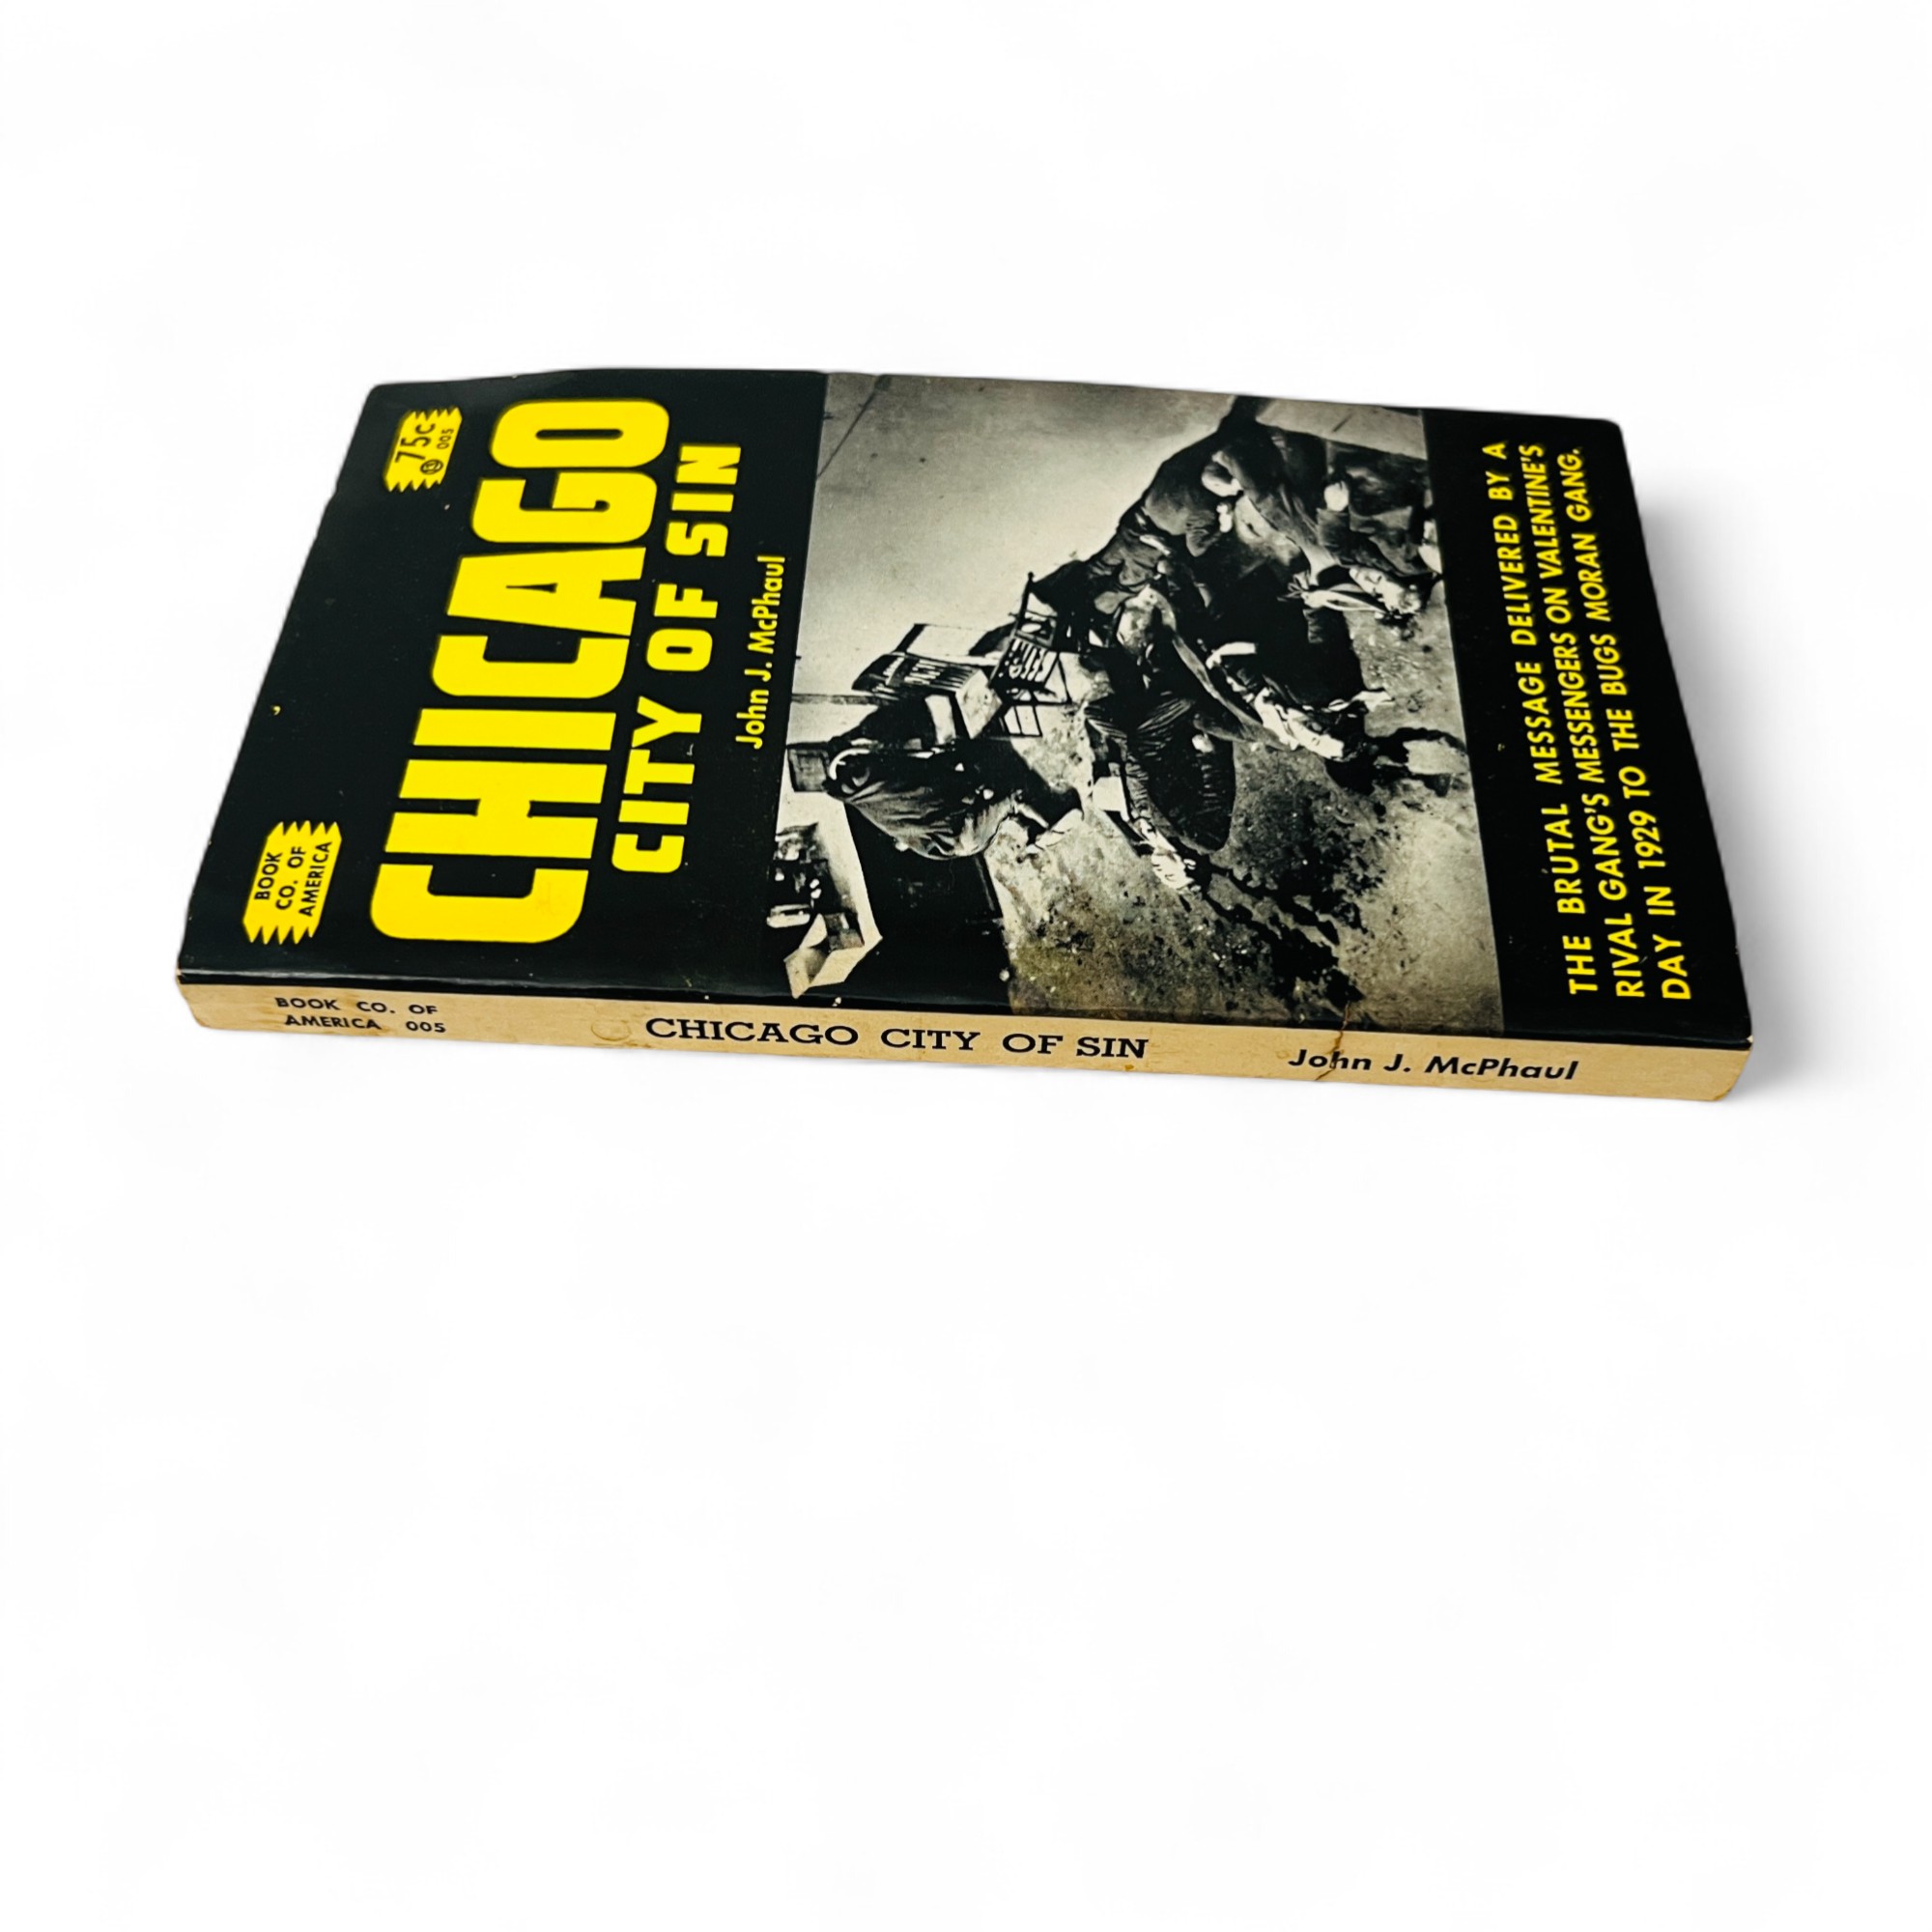 BOOK
CO. OF
AMERICA
75c
005
CHICAGO
CITY OF SIN
John J. McPhaul
THE BRUTAL MESSAGE DELIVERED BY A
RIVAL GANG'S MESSENGERS ON VALENTINE'S
DAY IN 1929 TO THE BUGS MORAN GANG.
BOOK CO. OF
AMERICA 005
CHICAGO CITY OF SIN
John J. McPhaul